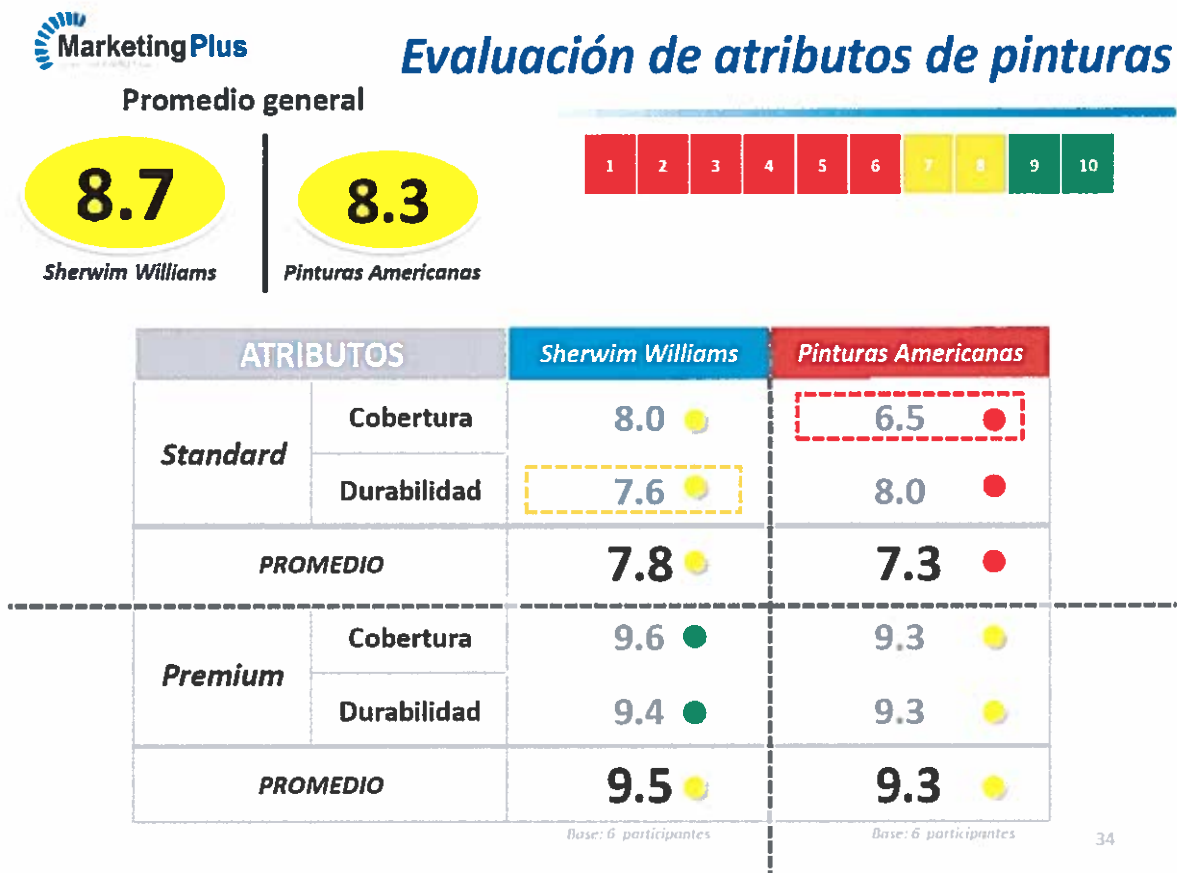 MarketingPlus
Evaluación de atributos de pinturas
Promedio general
8.7
8.3
Sherwim Williams
Pinturas Americanas
1 2 3 4 5 6 7 8 9 10
ATRIBUTOS Sherwim Williams Pinturas Americanas
Standard
Cobertura 8.0 6.5
Durabilidad 7.6 8.0
PROMEDIO 7.8 7.3
Premium
Cobertura 9.6 9.3
Durabilidad 9.4 9.3
PROMEDIO 9.5 9.3
Base: 6 participantes Base: 6 participantes
34